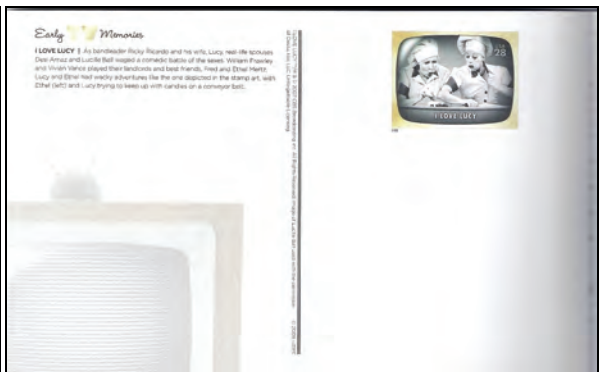 Early Memories
I LOVE LUCY | As bandleader Ricky Ricardo and his wife, Lucy, real-life spouses
Desi Arnaz and Lucille Ball waged a comedic battle of the sexes. William Frawley
and Vivian Vance played their landlords and best friends, Fred and Ethel Mertz.
Lucy and Ethel had wacky adventures like the one depicted in the stamp art, with
Ethel (left) and Lucy trying to keep up with candies on a conveyor belt.
28
I LOVE LUCY